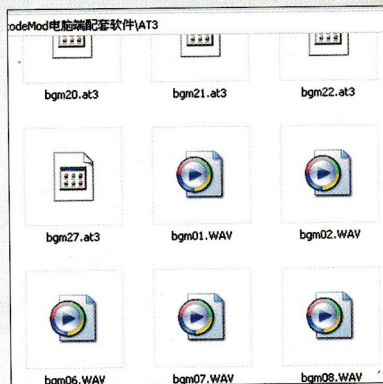 odeMod电脑端配套软件\AT3
bgm20.at3 bgm21.at3 bgm22.at3
bgm27.at3 bgm01.WAV bgm02.WAV
bgm06.WAV bgm07.WAV bgm08.WAV